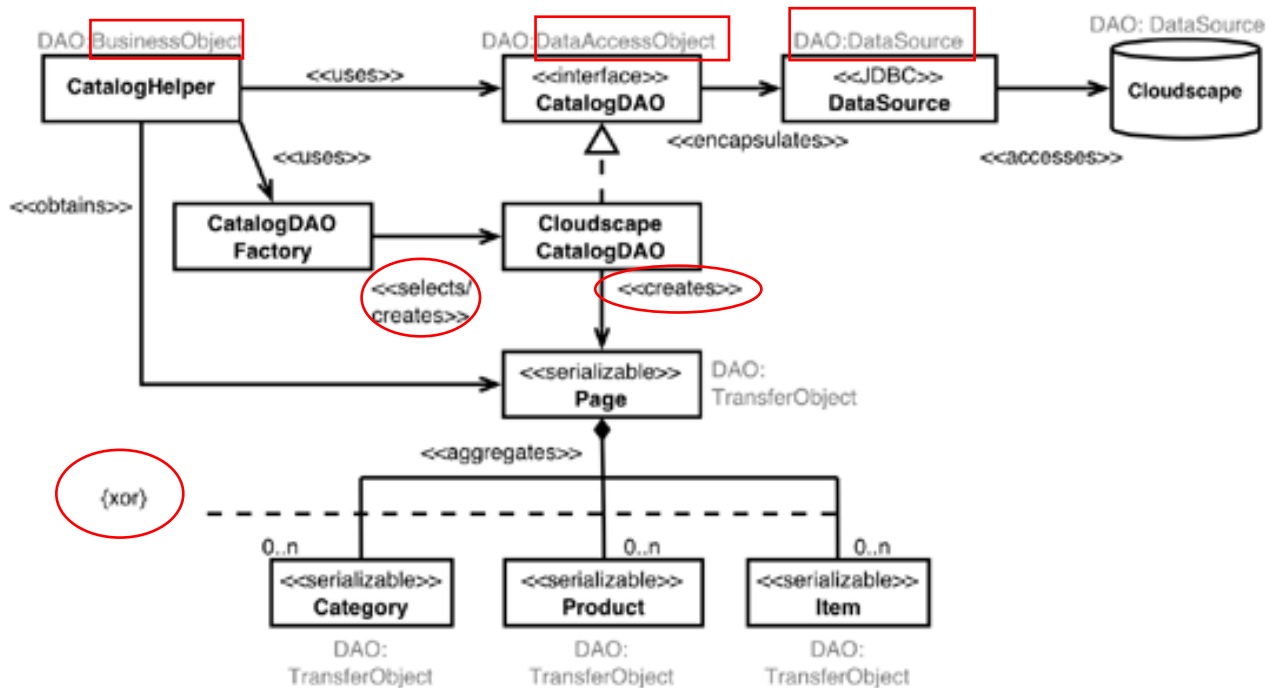 DAO: DataSource
DAO:BusinessObject
DAO:DataAccessObject
DAO:DataSource
CatalogHelper
<<uses>>
<<interface>>
CatalogDAO
<<JDBC>>
DataSource
Cloudscape
<<encapsulates>>
<<uses>>
<<accesses>>
<<obtains>>
CatalogDAO
Factory
Cloudscape
CatalogDAO
<<selects/
creates>>
<<creates>>
<<serializable>>
Page
DAO:
TransferObject
<<aggregates>>
{xor}
0..n
0..n
0..n
<<serializable>>
Category
<<serializable>>
Product
<<serializable>>
Item
DAO:
TransferObject
DAO:
TransferObject
DAO:
TransferObject